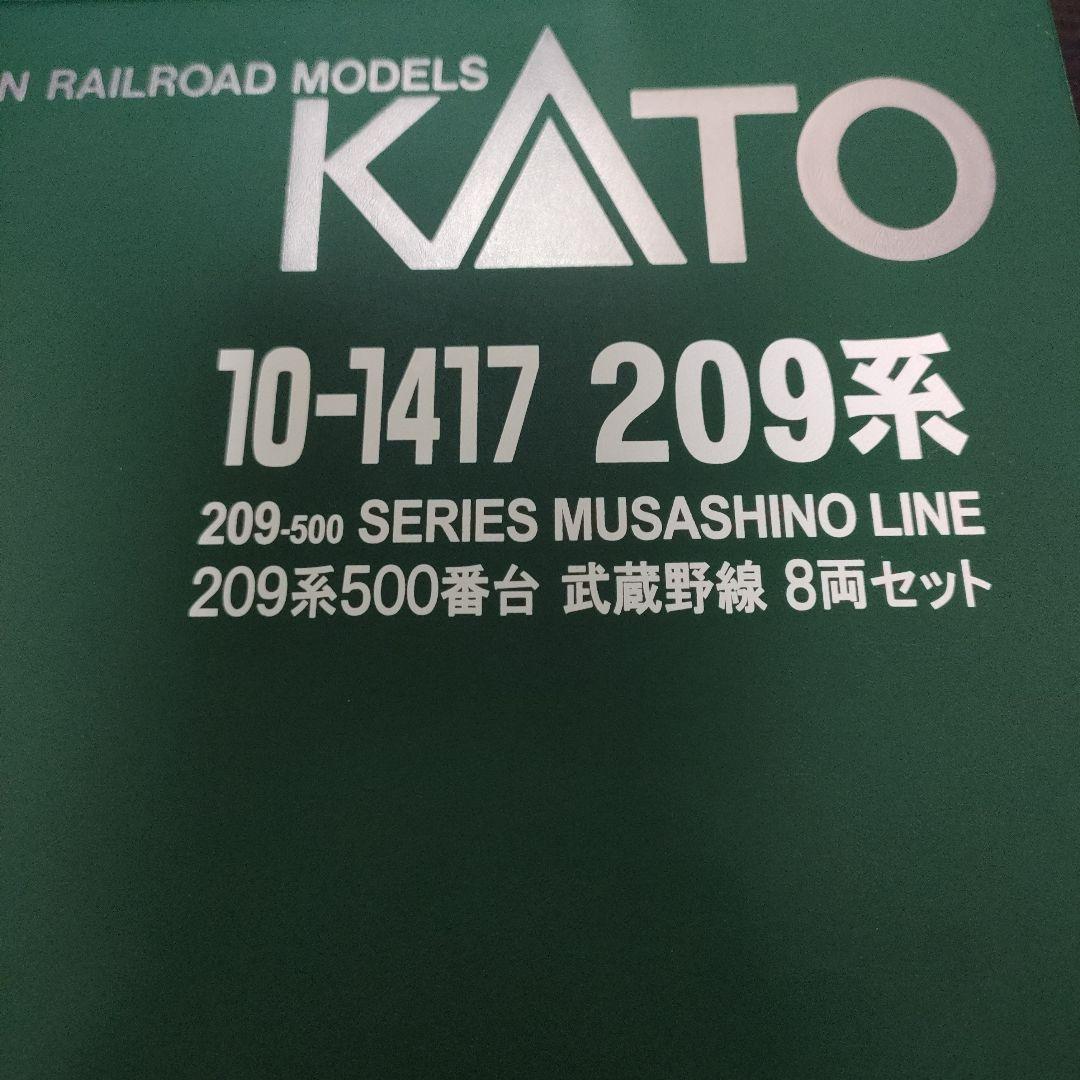 N RAILROAD MODELS
KATO
10-1417 209系
209-500 SERIES MUSASHINO LINE
209系500番台 武蔵野線 8両セット